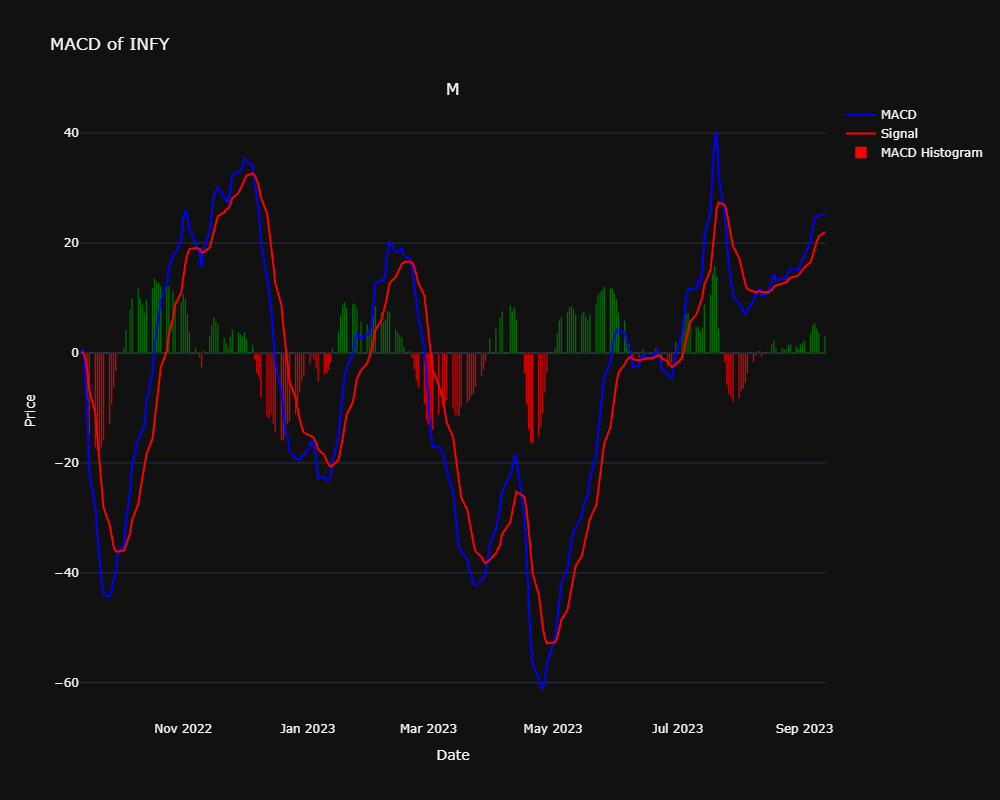 MACD of INFY
M
MACD
Signal
MACD Histogram
40
20
0
−20
−40
−60
Price
Nov 2022
Jan 2023
Mar 2023
May 2023
Jul 2023
Sep 2023
Date